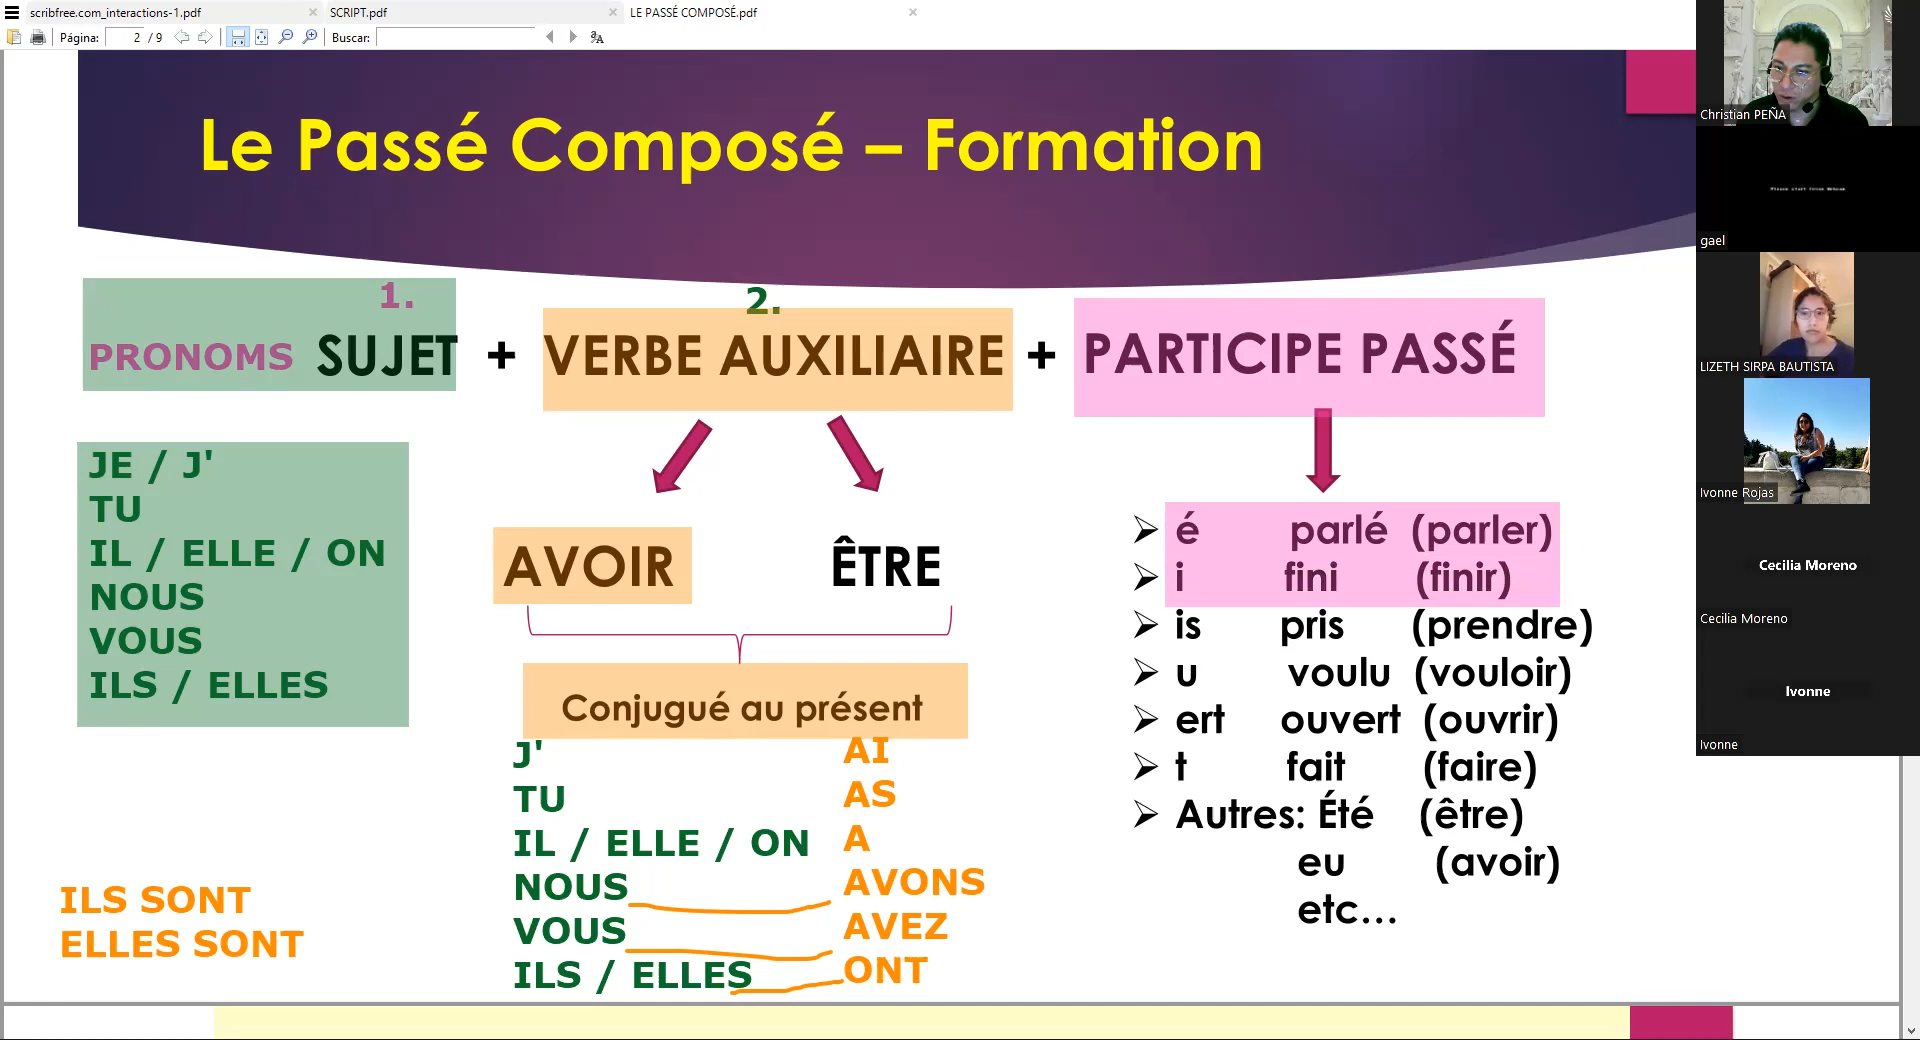 scribfree.com_interactions-1.pdf
SCRIPT.pdf
LE PASSÉ COMPOSÉ.pdf
Página: 2 / 9
Buscar:
Le Passé Composé – Formation
1.
2.
PRONOMS SUJET + VERBE AUXILIAIRE + PARTICIPE PASSÉ
JE / J'
TU
IL / ELLE / ON
NOUS
VOUS
ILS / ELLES
ILS SONT
ELLES SONT
AVOIR ÊTRE
Conjugué au présent
J' AI
TU AS
IL / ELLE / ON A
NOUS AVONS
VOUS AVEZ
ILS / ELLES ONT
é parlé (parler)
i fini (finir)
is pris (prendre)
u voulu (vouloir)
ert ouvert (ouvrir)
t fait (faire)
Autres: Été (être)
eu (avoir)
etc...
Christian PEÑA
gael
LIZETH SIRPA BAUTISTA
Ivonne Rojas
Cecilia Moreno
Cecilia Moreno
Ivonne
Ivonne